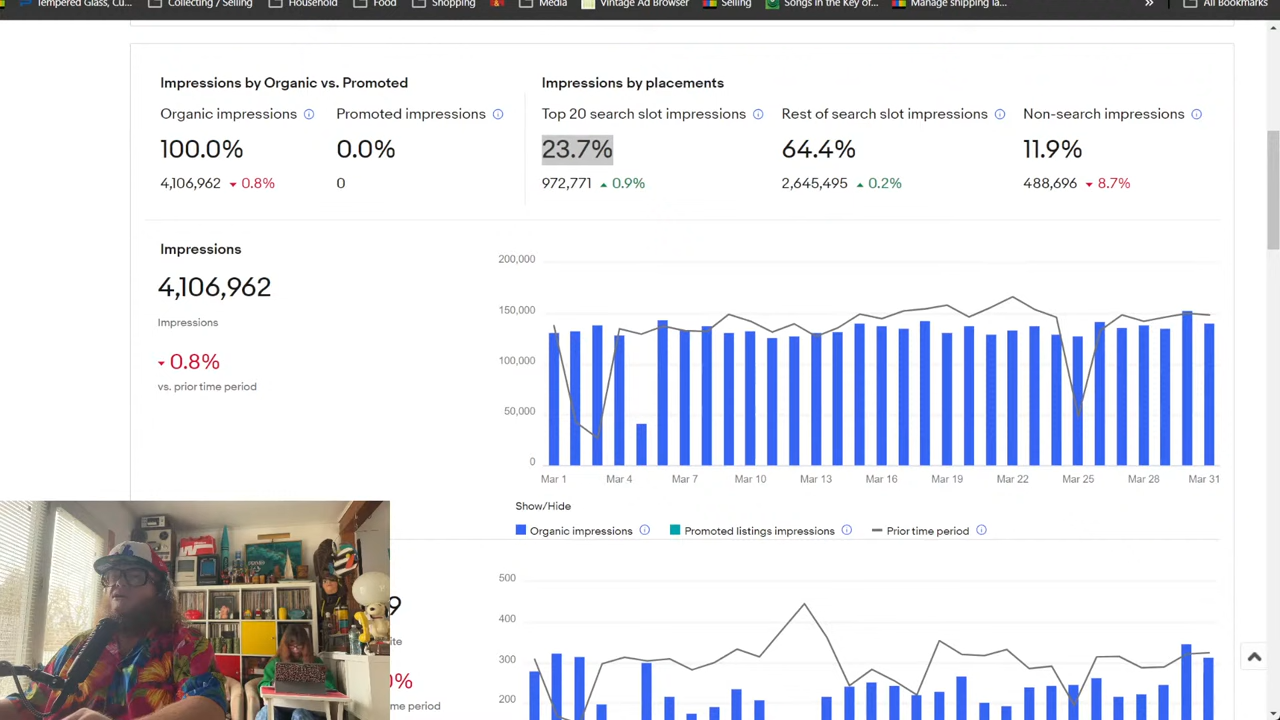 Tempered Glass, Cu...
Collecting / Selling
Household
Food
Shopping
Media
Vintage Ad Browser
Selling
Songs in the Key of...
Manage shipping la...
»
All Bookmarks
Impressions by Organic vs. Promoted
Impressions by placements
Organic impressions
Promoted impressions
Top 20 search slot impressions
Rest of search slot impressions
Non-search impressions
100.0%
0.0%
23.7%
64.4%
11.9%
4,106,962 0.8%
0
972,771 0.9%
2,645,495 0.2%
488,696 8.7%
Impressions
4,106,962
Impressions
0.8%
vs. prior time period
200,000
150,000
100,000
50,000
0
Mar 1 Mar 4 Mar 7 Mar 10 Mar 13 Mar 16 Mar 19 Mar 22 Mar 25 Mar 28 Mar 31
Show/Hide
Organic impressions Promoted listings impressions Prior time period
500
400
300
200